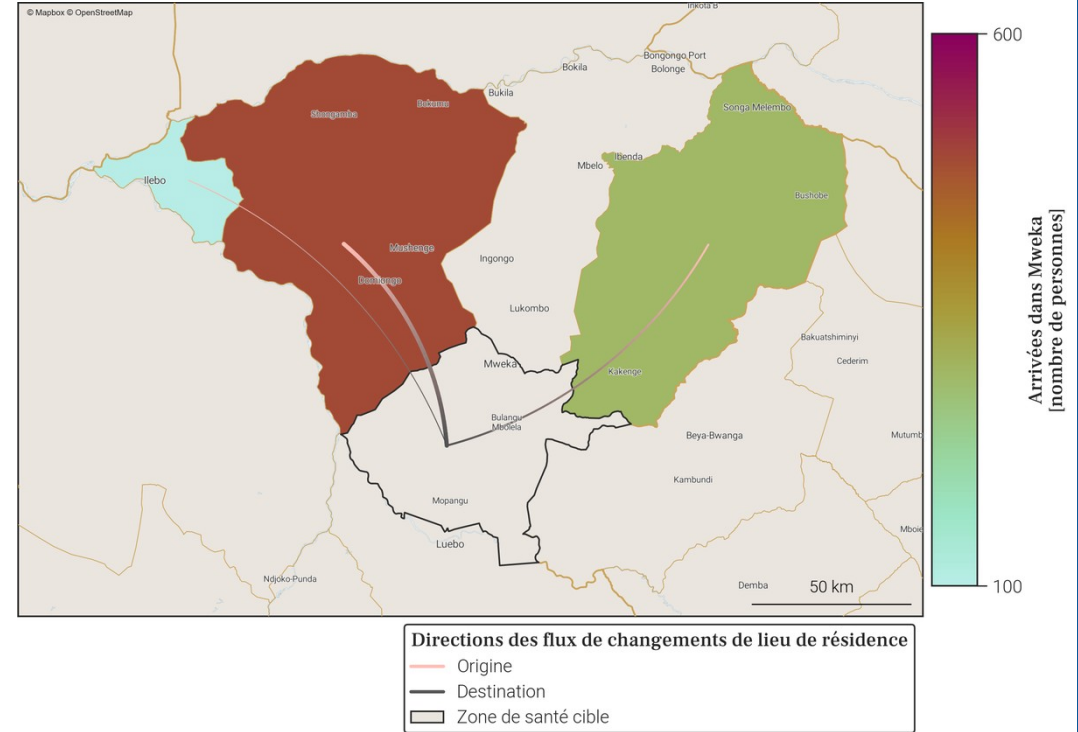 © Mapbox © OpenStreetMap
Inkota B
Bongongo Port
Bokila
Bolonge
Bukila
Songa Melembo
Shongamba
Ibenda
Mbelo
Ilebo
Bushobe
Mushenge
Ingongo
Domiongo
Lukombo
Bakuatshiminyi
Mweka
Cederim
Kakenge
Bulangu
Mbolela
Beya-Bwanga
Mutumb
Kambundi
Mopangu
Mboie
Luebo
Ndjoko-Punda
Demba
50 km
600
100
Arrivées dans Mweka
[nombre de personnes]
Directions des flux de changements de lieu de résidence
Origine
Destination
Zone de santé cible